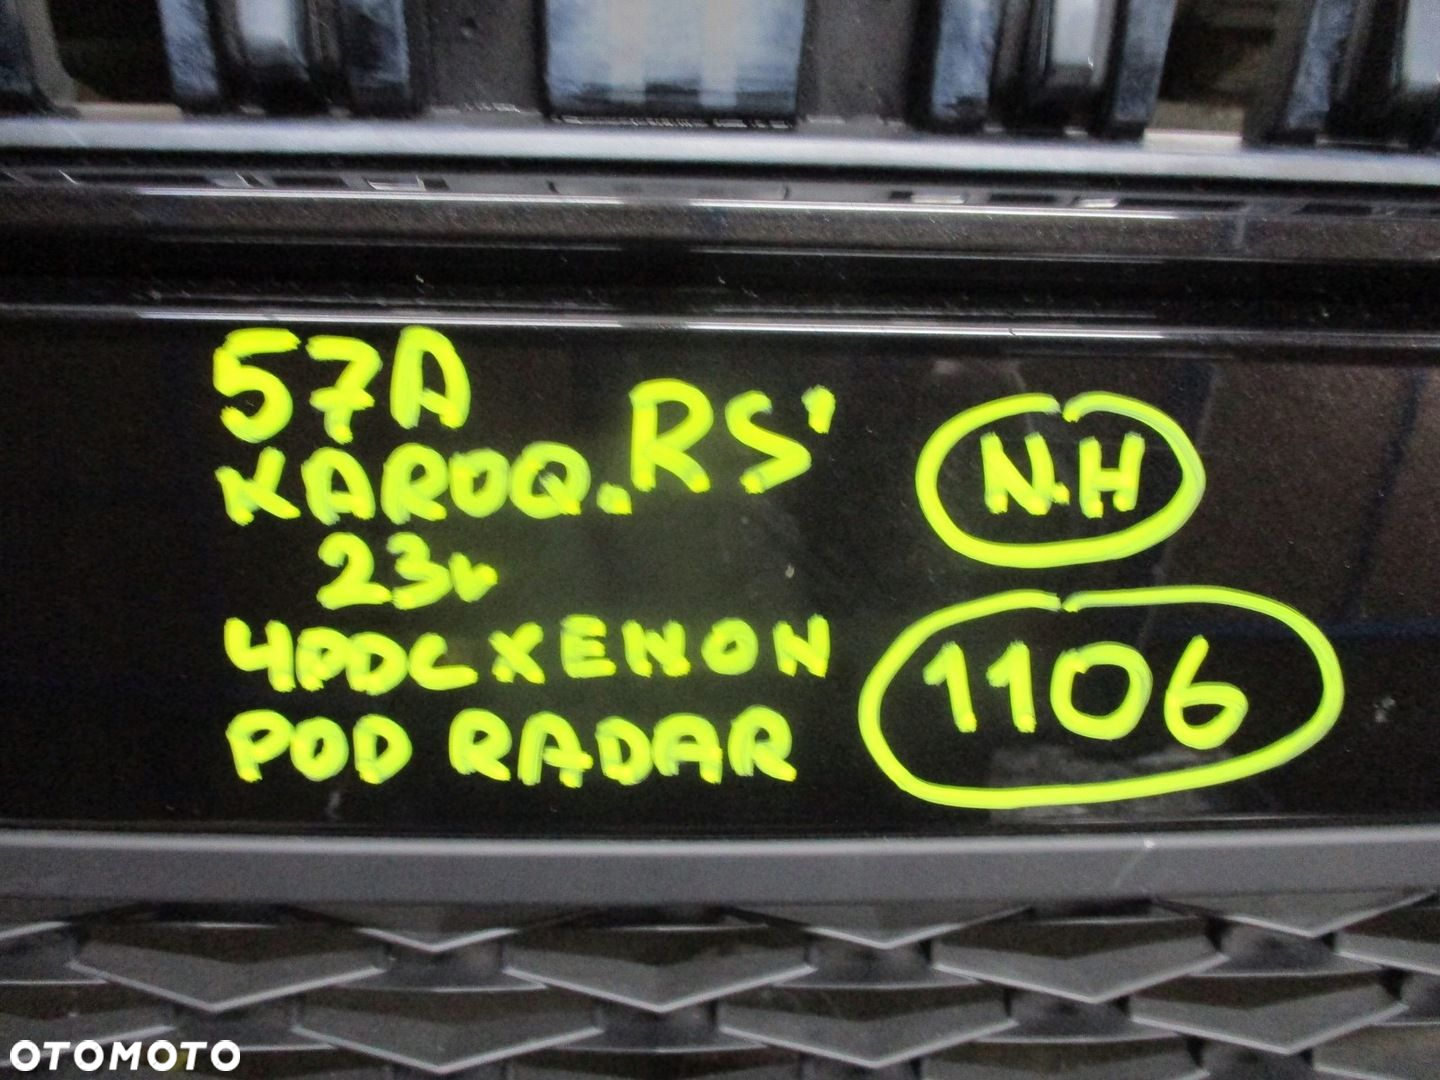 57A
KAROQ. RS'
23r
4PDC XENON
POD RADAR
N.H
1106
OTOMOTO